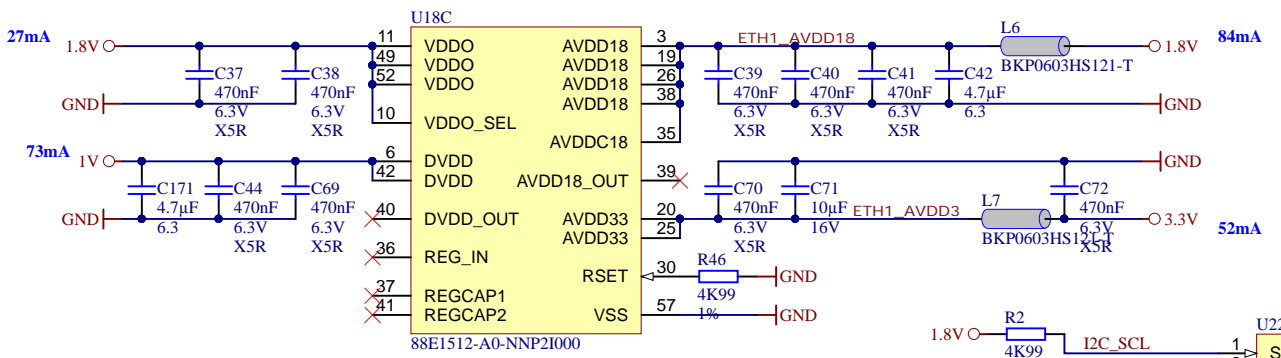 U18C
27mA 1.8V 11 VDDO AVDD18 3 ETH1_AVDD18 L6 1.8V 84mA
49 VDDO AVDD18 19 BKP0603HS121-T
52 VDDO AVDD18 26
AVDD18 38
C37 470nF 6.3V X5R
C38 470nF 6.3V X5R
C39 470nF 6.3V X5R
C40 470nF 6.3V X5R
C41 470nF 6.3V X5R
C42 4.7µF 6.3
GND GND
10 VDDO_SEL AVDDC18 35
73mA 1V 6 DVDD GND
42 DVDD AVDD18_OUT 39
C171 4.7µF 6.3
C44 470nF 6.3V X5R
C69 470nF 6.3V X5R
C70 470nF 6.3V X5R
C71 10µF 16V
C72 470nF 6.3V X5R
GND 40 DVDD_OUT AVDD33 20 ETH1_AVDD3 L7 3.3V
AVDD33 25 BKP0603HS121-T 52mA
36 REG_IN
RSET 30 R46 4K99 1% GND
37 REGCAP1
41 REGCAP2 VSS 57 GND
88E1512-A0-NNP2I000
1.8V R2 4K99 I2C_SCL 1 U22
S